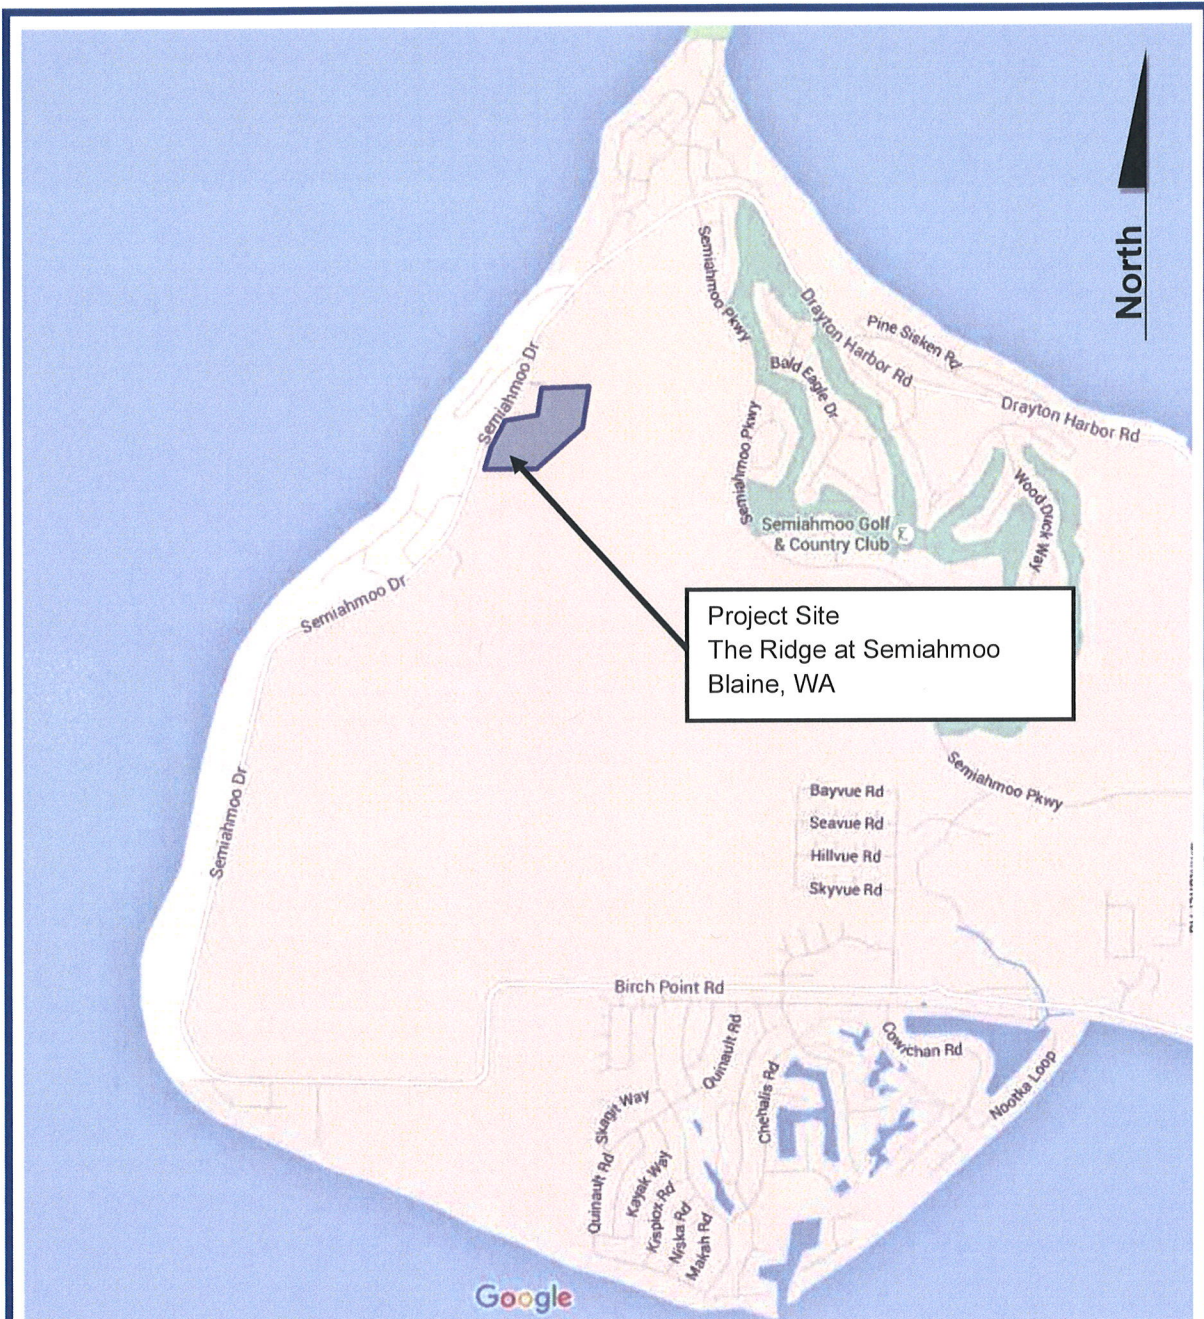 North
Semiahmoo Pkwy
Drayton Harbor Rd
Pine Sisken Rd
Semiahmoo Dr
Bald Eagle Dr
Drayton Harbor Rd
Semiahmoo Pkwy
Wood Duck Way
Semiahmoo Golf
& Country Club
Semiahmoo Dr
Project Site
The Ridge at Semiahmoo
Blaine, WA
Semiahmoo Dr
Semiahmoo Pkwy
Bayvue Rd
Seavue Rd
Hillvue Rd
Skyvue Rd
Birch Point Rd
Quinault Rd
Cowichan Rd
Chehalis Rd
Nootka Loop
Skagit Way
Quinault Rd
Kayak Way
Kispiox Rd
Niska Rd
Makah Rd
Google